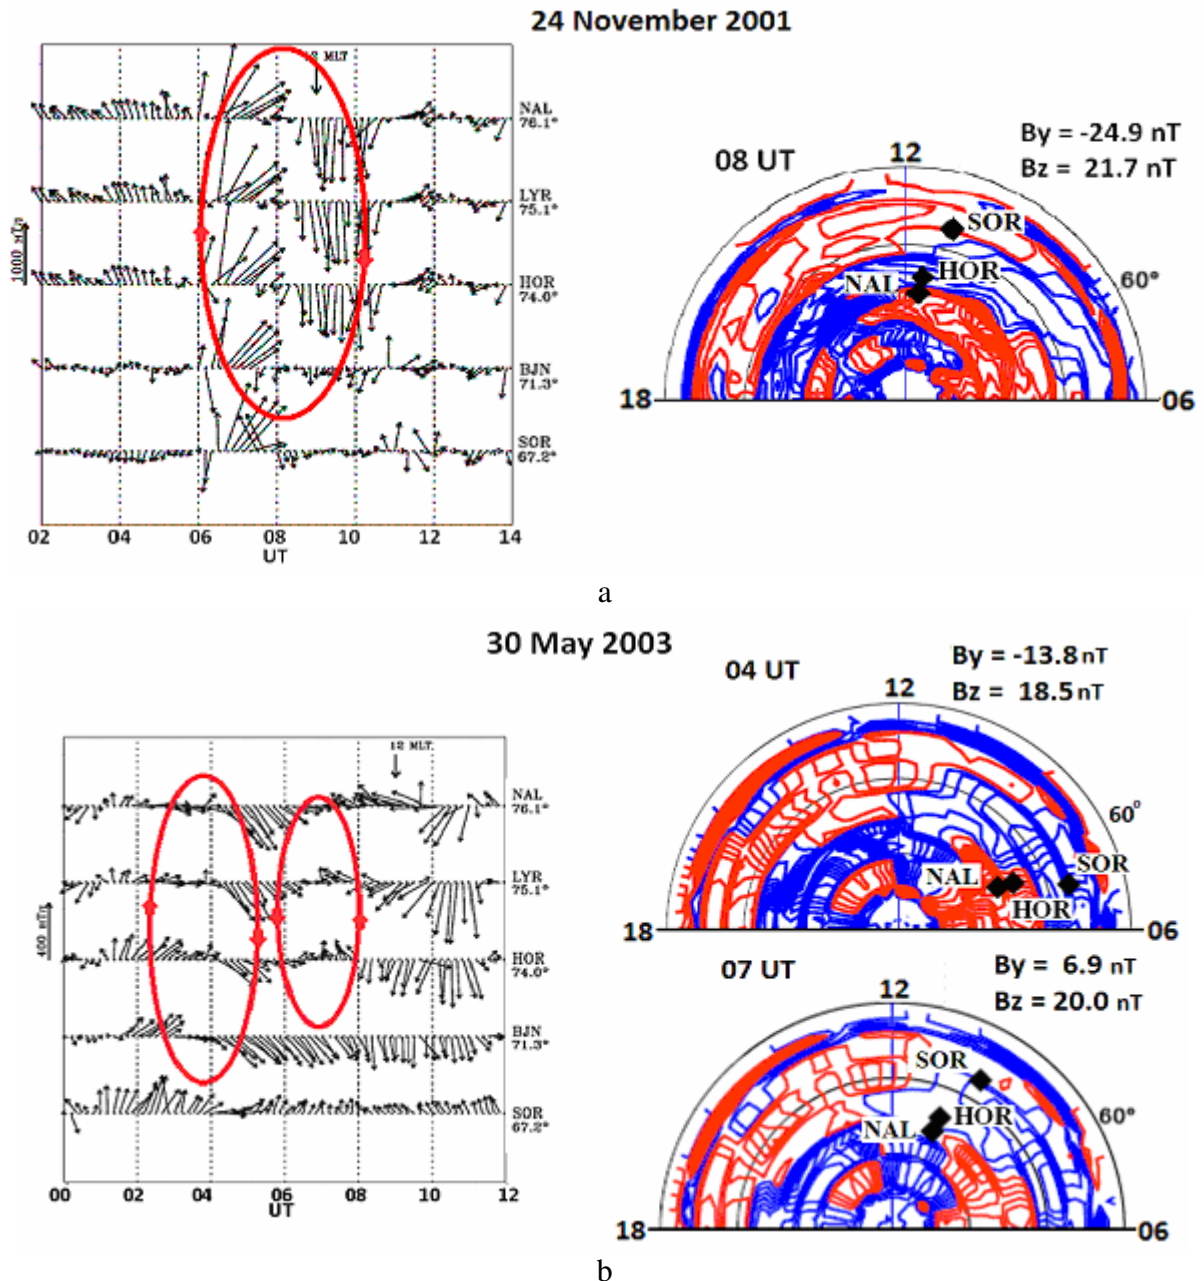 24 November 2001
12 MLT
NAL
76.1°
LYR
75.1°
HOR
74.0°
BJN
71.3°
SOR
67.2°
02 04 06 08 10 12 14
UT
08 UT
12
By = -24.9 nT
Bz = 21.7 nT
SOR
HOR
NAL
60°
18
06
a
30 May 2003
12 MLT
NAL
76.1°
LYR
75.1°
HOR
74.0°
BJN
71.3°
SOR
67.2°
00 02 04 06 08 10 12
UT
04 UT
12
By = -13.8 nT
Bz = 18.5 nT
60°
SOR
NAL
HOR
18
06
07 UT
12
By = 6.9 nT
Bz = 20.0 nT
SOR
HOR
NAL
60°
18
06
b